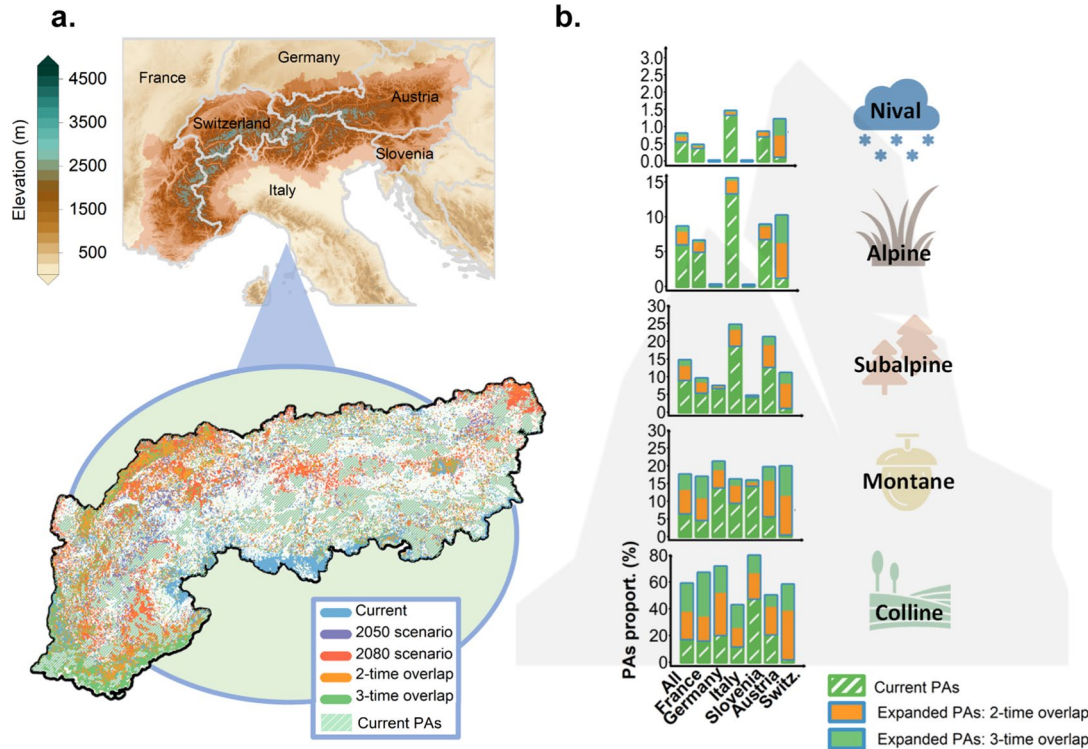 a.
Elevation (m)
4500
3500
2500
1500
500
France
Germany
Switzerland
Austria
Slovenia
Italy
Current
2050 scenario
2080 scenario
2-time overlap
3-time overlap
Current PAs
b.
3.0
2.5
2.0
1.5
1.0
0.5
0.0
Nival
15
10
5
0
Alpine
30
25
20
15
10
5
0
Subalpine
30
25
20
15
10
5
0
Montane
PAs proport. (%)
80
60
40
20
0
Colline
All
France
Germany
Italy
Slovenia
Austria
Switz.
Current PAs
Expanded PAs: 2-time overlap
Expanded PAs: 3-time overlap